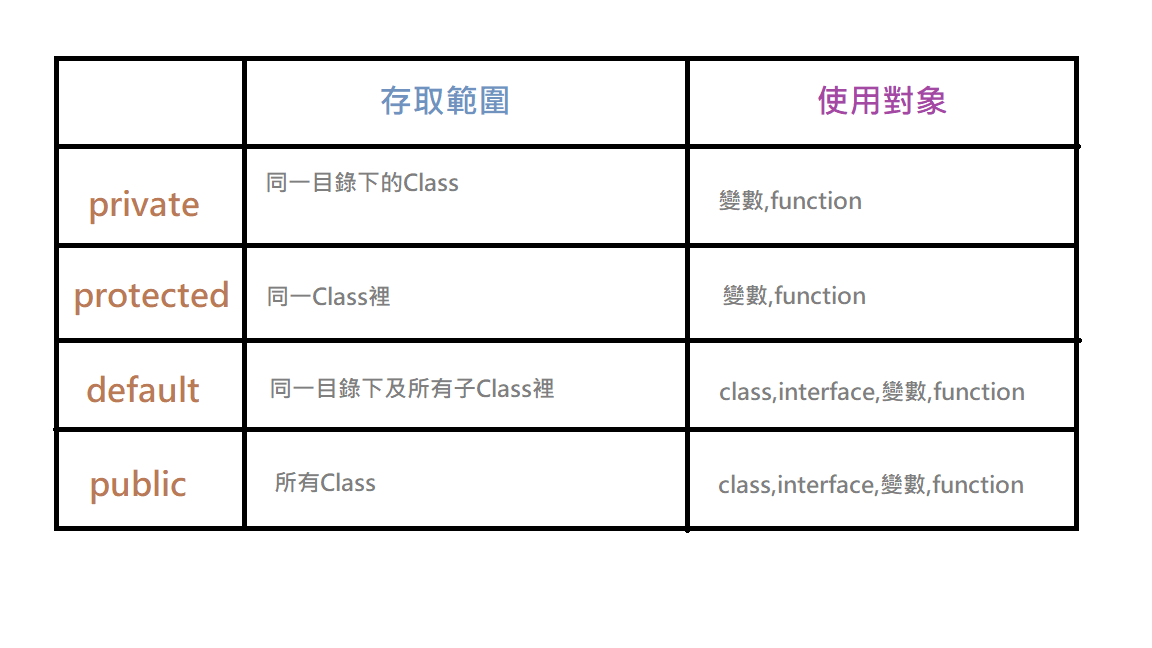 存取範圍 使用對象
private 同一目錄下的Class 變數,function
protected 同一Class裡 變數,function
default 同一目錄下及所有子Class裡 class,interface,變數,function
public 所有Class class,interface,變數,function